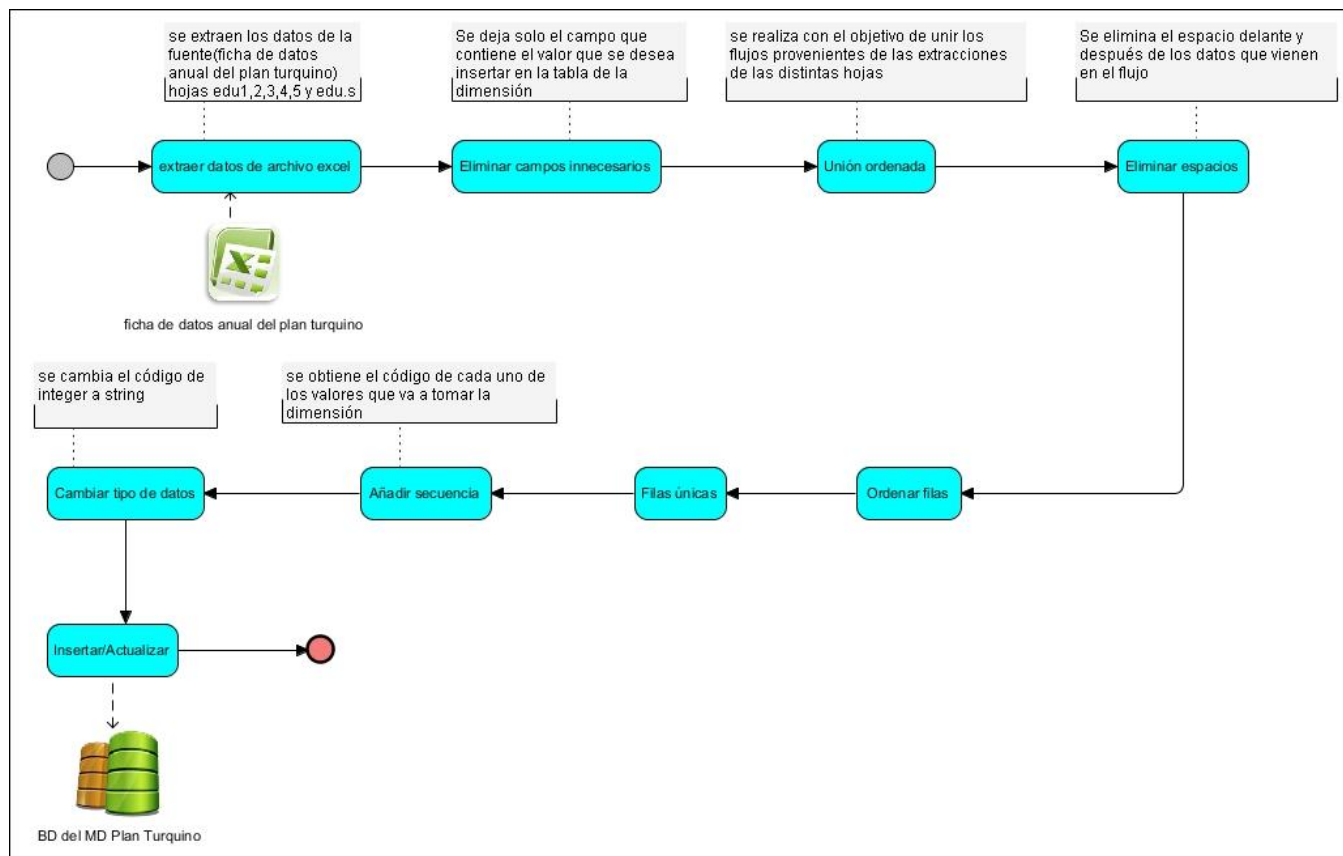 se extraen los datos de la
fuente(ficha de datos
anual del plan turquino)
hojas edu1,2,3,4,5 y edu.s
Se deja solo el campo que
contiene el valor que se desea
insertar en la tabla de la
dimensión
se realiza con el objetivo de unir los
flujos provenientes de las extracciones
de las distintas hojas
Se elimina el espacio delante y
después de los datos que vienen
en el flujo
extraer datos de archivo excel
Eliminar campos innecesarios
Unión ordenada
Eliminar espacios
ficha de datos anual del plan turquino
se cambia el código de
integer a string
se obtiene el código de cada uno de
los valores que va a tomar la
dimensión
Cambiar tipo de datos
Añadir secuencia
Filas únicas
Ordenar filas
Insertar/Actualizar
BD del MD Plan Turquino